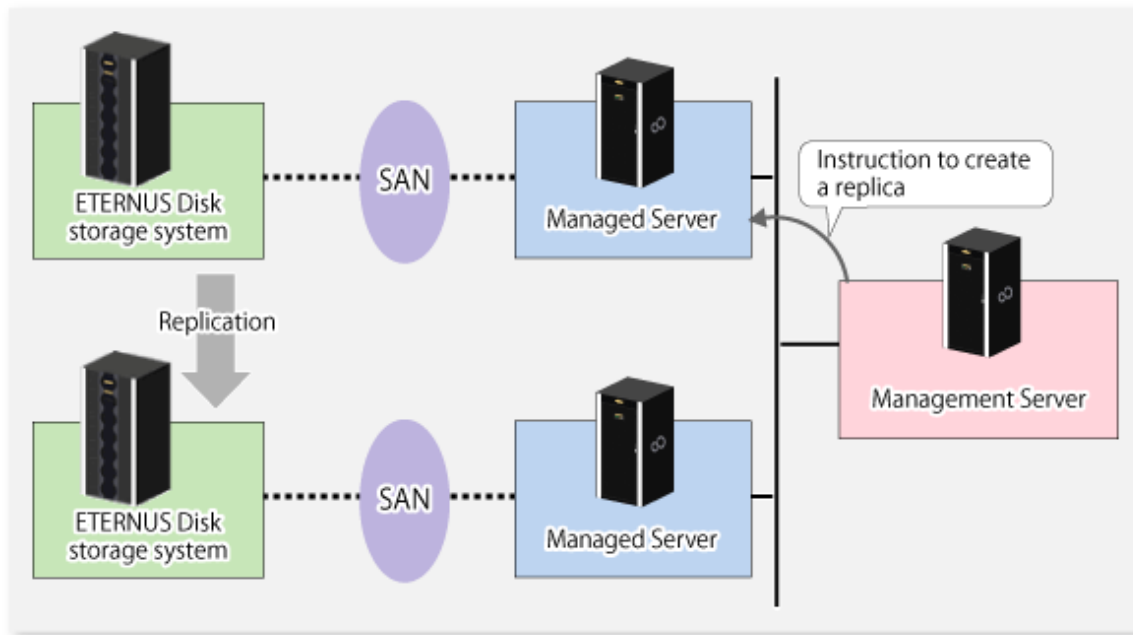 ETERNUS Disk
storage system
SAN
Managed Server
Instruction to create
a replica
Management Server
Replication
ETERNUS Disk
storage system
SAN
Managed Server